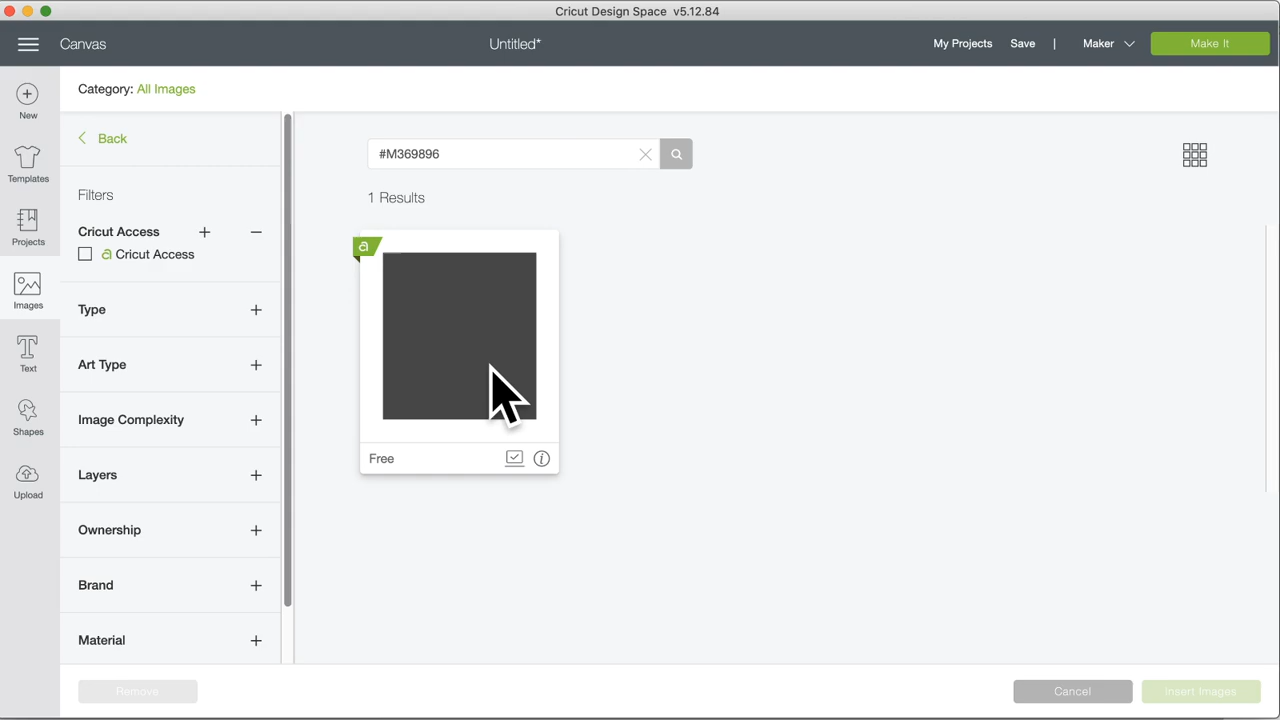 Cricut Design Space v5.12.84
Canvas
Untitled*
My Projects
Save
|
Maker
Make It
New
Templates
Projects
Images
Text
Shapes
Upload
Category: All Images
Back
Filters
Cricut Access
a Cricut Access
Type
Art Type
Image Complexity
Layers
Ownership
Brand
Material
Remove
#M369896
1 Results
a
Free
Cancel
Insert Images